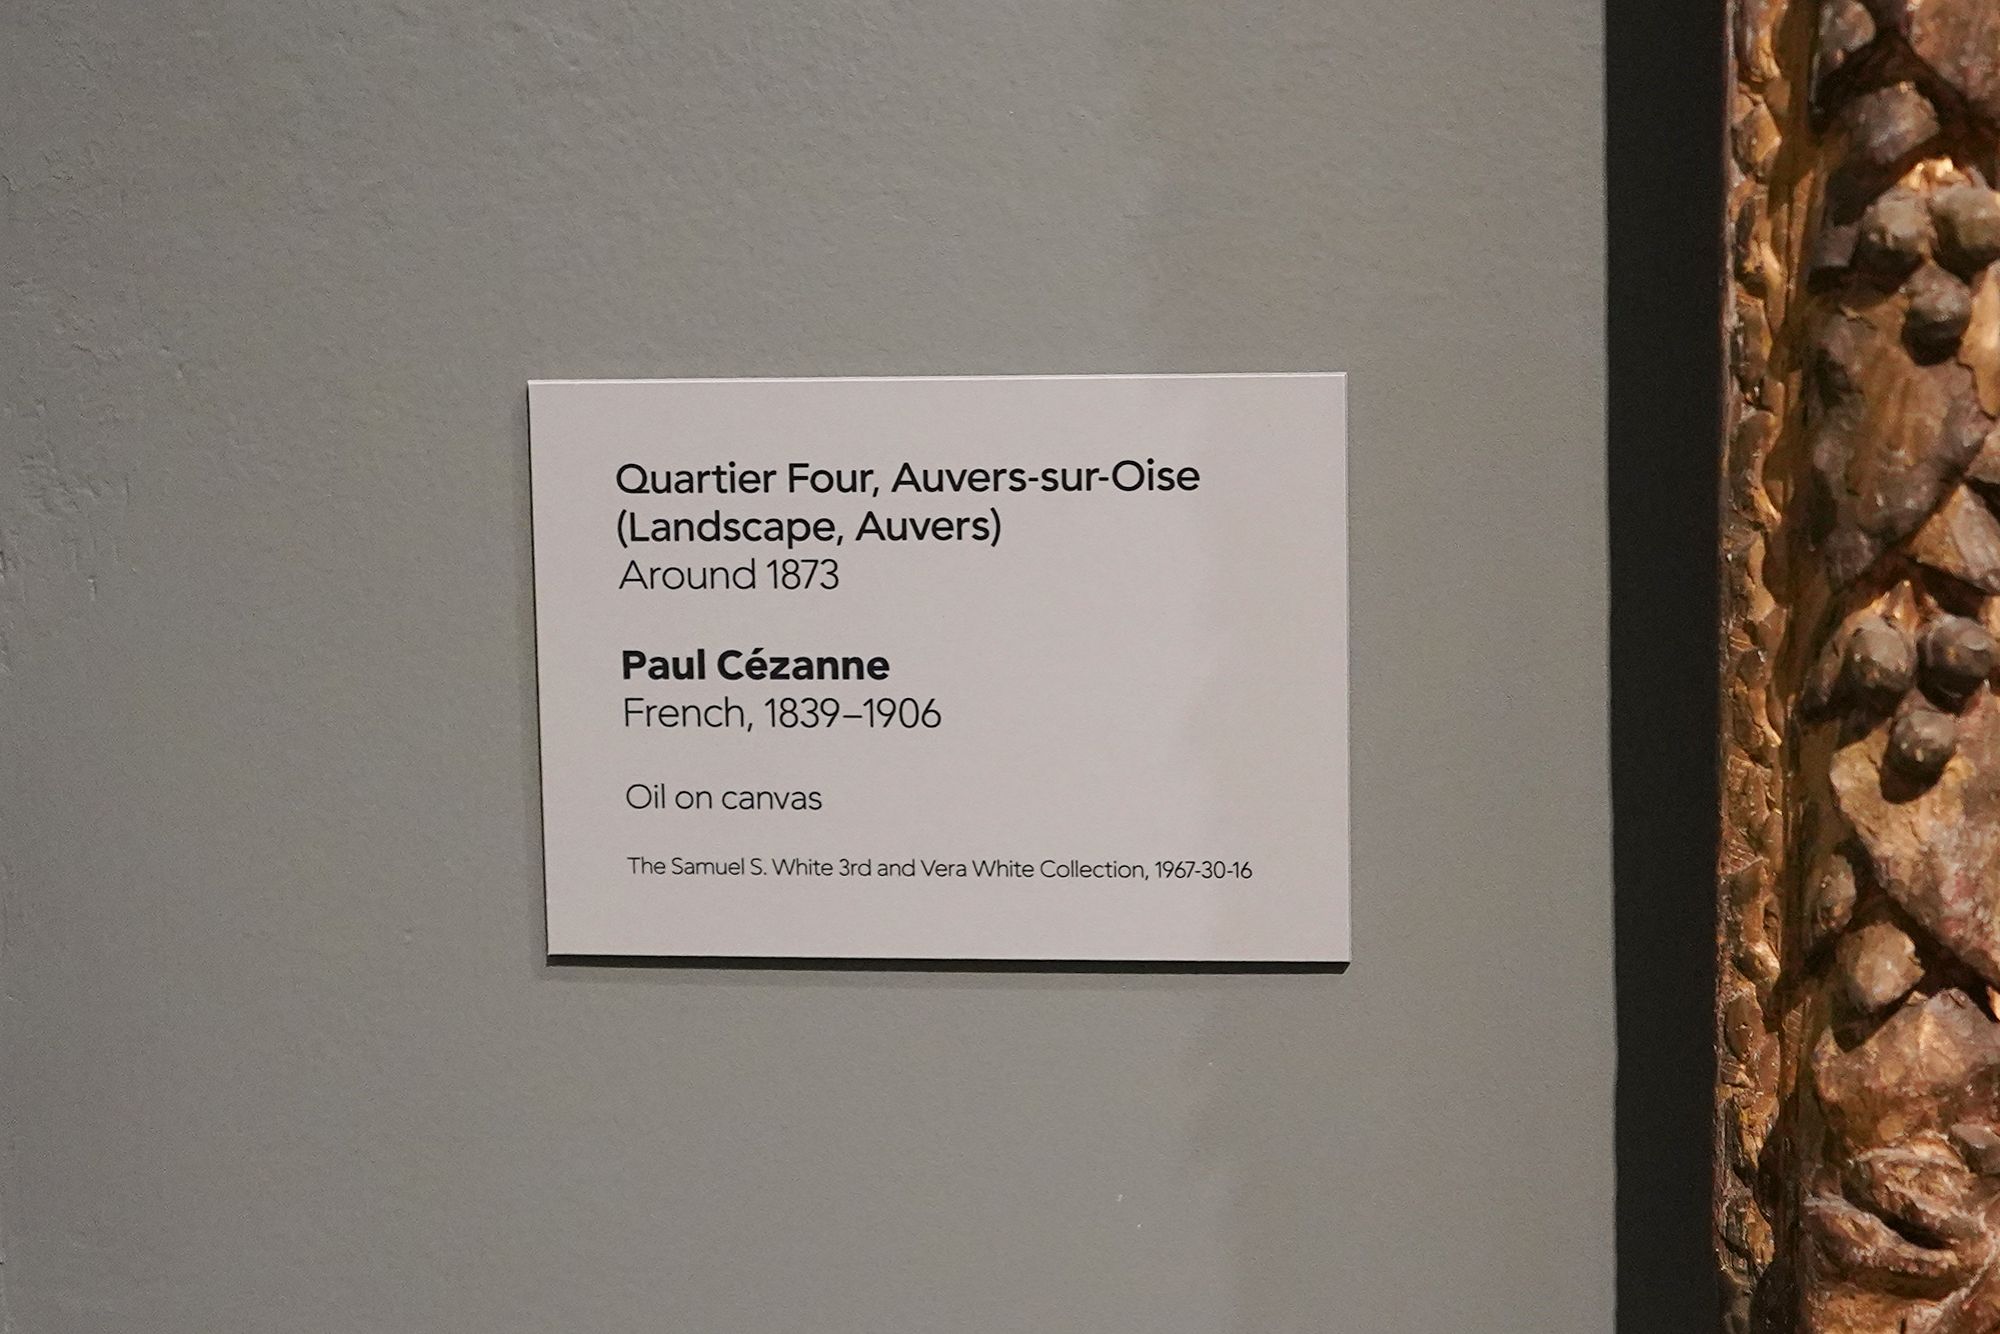 Quartier Four, Auvers-sur-Oise
(Landscape, Auvers)
Around 1873
Paul Cézanne
French, 1839–1906
Oil on canvas
The Samuel S. White 3rd and Vera White Collection, 1967-30-16